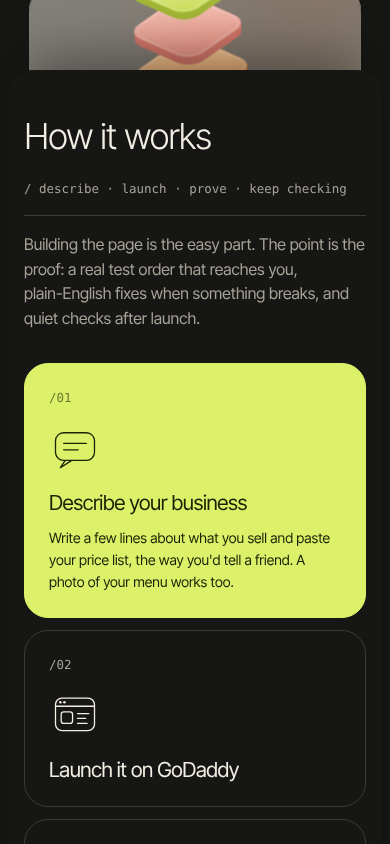 How it works
/ describe · launch · prove · keep checking
Building the page is the easy part. The point is the
proof: a real test order that reaches you,
plain-English fixes when something breaks, and
quiet checks after launch.
/01
Describe your business
Write a few lines about what you sell and paste
your price list, the way you'd tell a friend. A
photo of your menu works too.
/02
Launch it on GoDaddy